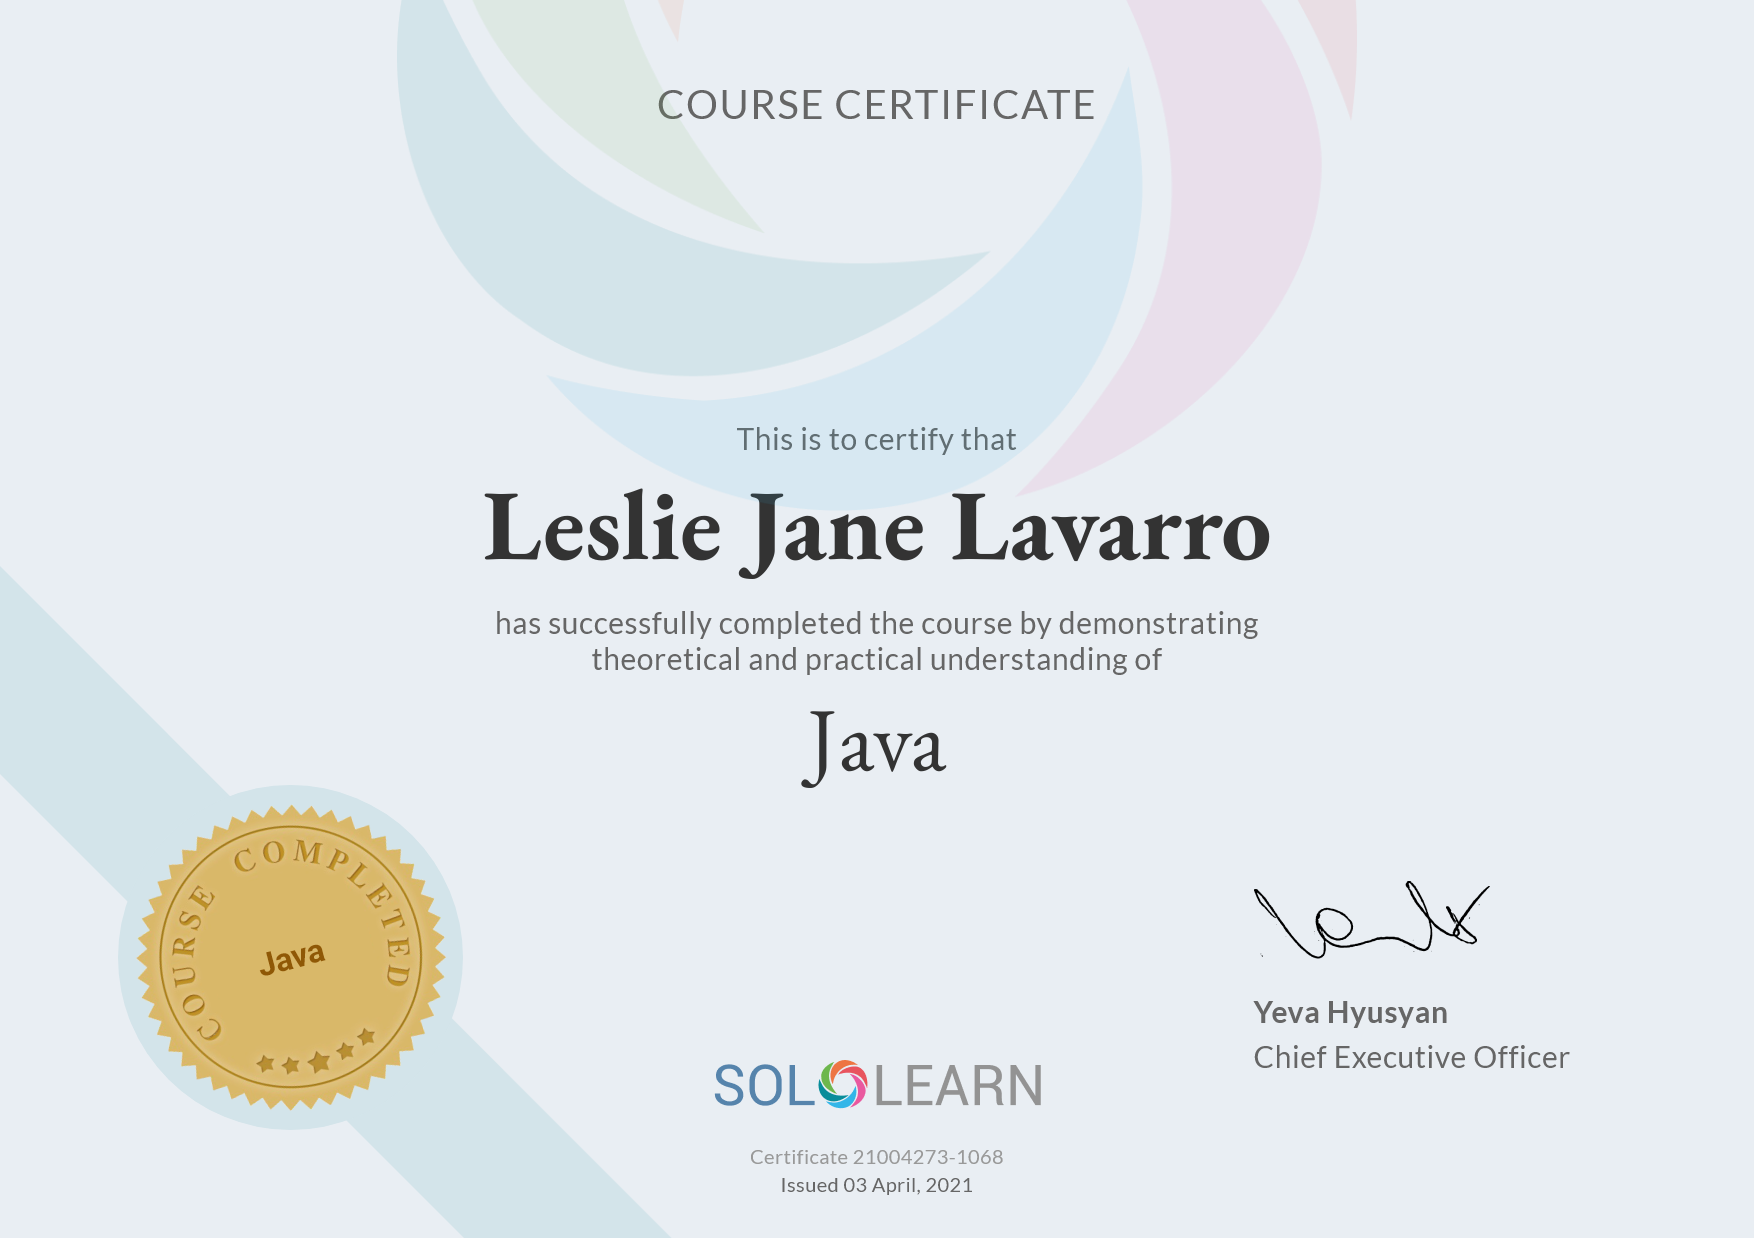 COURSE CERTIFICATE
This is to certify that
Leslie Jane Lavarro
has successfully completed the course by demonstrating
theoretical and practical understanding of
Java
COURSE COMPLETED
Java
Yeva Hyusyan
Chief Executive Officer
SOLOLEARN
Certificate 21004273-1068
Issued 03 April, 2021